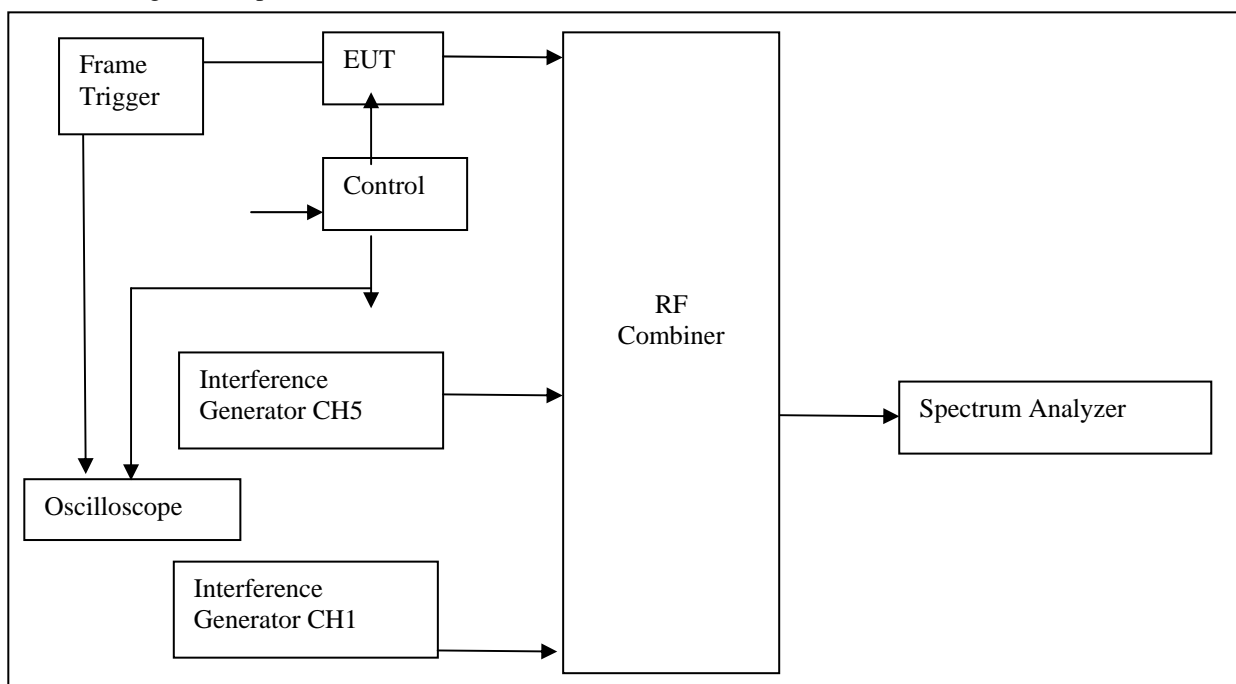 Frame
Trigger
EUT
Control
RF
Combiner
Interference
Generator CH5
Spectrum Analyzer
Oscilloscope
Interference
Generator CH1